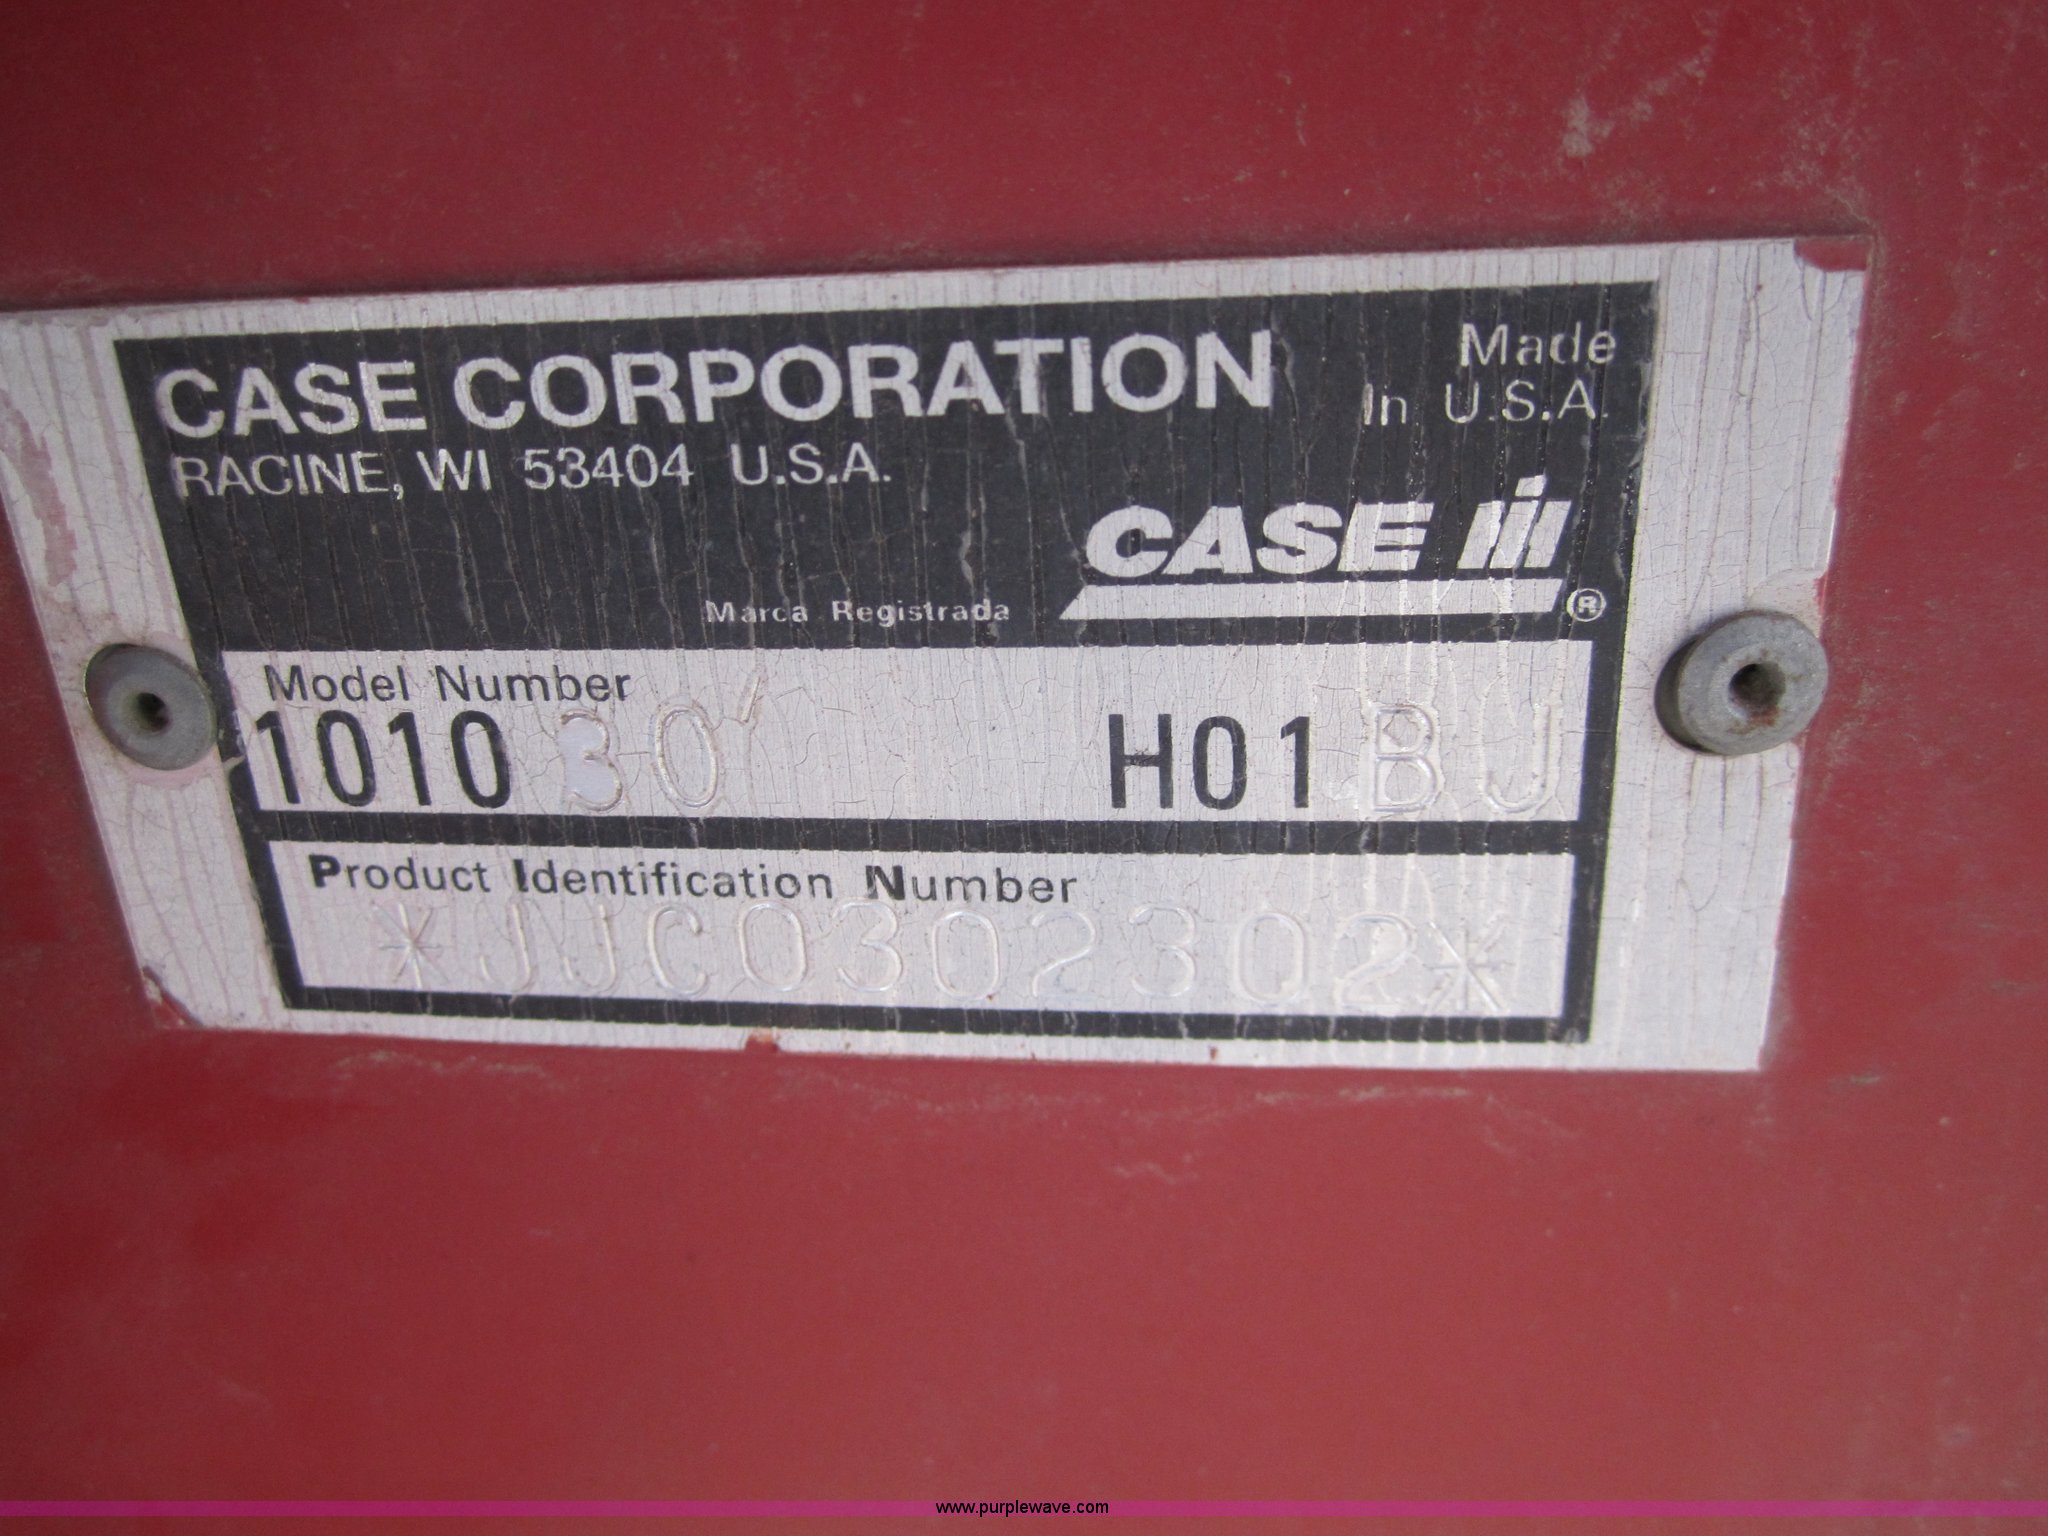 CASE CORPORATION
Made
In U.S.A.
RACINE, WI 53404 U.S.A.
CASE IH
Marca Registrada ®
Model Number
1010 30' H01 BJ
Product Identification Number
*JJC0302302*
www.purplewave.com